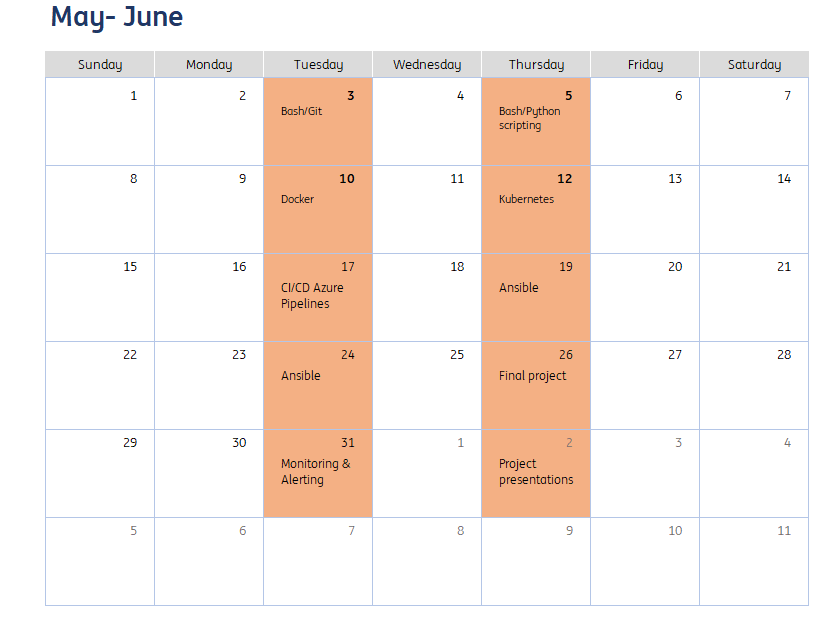 May- June
Sunday Monday Tuesday Wednesday Thursday Friday Saturday
1 2 3 4 5 6 7
Bash/Git Bash/Python
scripting
8 9 10 11 12 13 14
Docker Kubernetes
15 16 17 18 19 20 21
CI/CD Azure Ansible
Pipelines
22 23 24 25 26 27 28
Ansible Final project
29 30 31 1 2 3 4
Monitoring & Project
Alerting presentations
5 6 7 8 9 10 11